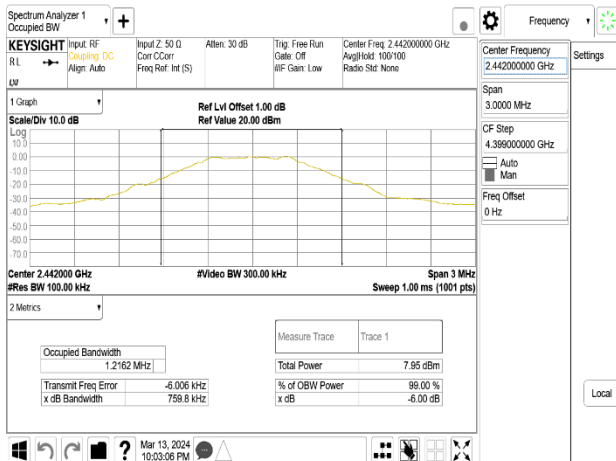 Spectrum Analyzer 1
Occupied BW
Frequency
KEYSIGHT
RL
Input: RF
Coupling: DC
Align: Auto
Input Z: 50 Ω
Corr CCorr
Freq Ref: Int (S)
Atten: 30 dB
Trig: Free Run
Gate: Off
#IF Gain: Low
Center Freq: 2.442000000 GHz
Avg|Hold: 100/100
Radio Std: None
Center Frequency
2.442000000 GHz
Settings
Span
3.0000 MHz
CF Step
4.399000000 GHz
Auto
Man
Freq Offset
0 Hz
Local
1 Graph
Scale/Div 10.0 dB
Ref Lvl Offset 1.00 dB
Ref Value 20.00 dBm
Log
10.0
0.00
-10.0
-20.0
-30.0
-40.0
-50.0
-60.0
-70.0
Center 2.442000 GHz
#Video BW 300.00 kHz
Span 3 MHz
#Res BW 100.00 kHz
Sweep 1.00 ms (1001 pts)
2 Metrics
Measure Trace
Trace 1
Occupied Bandwidth
1.2162 MHz
Total Power
7.95 dBm
Transmit Freq Error
-6.006 kHz
% of OBW Power
99.00 %
x dB Bandwidth
759.8 kHz
x dB
-6.00 dB
Mar 13, 2024
10:03:06 PM